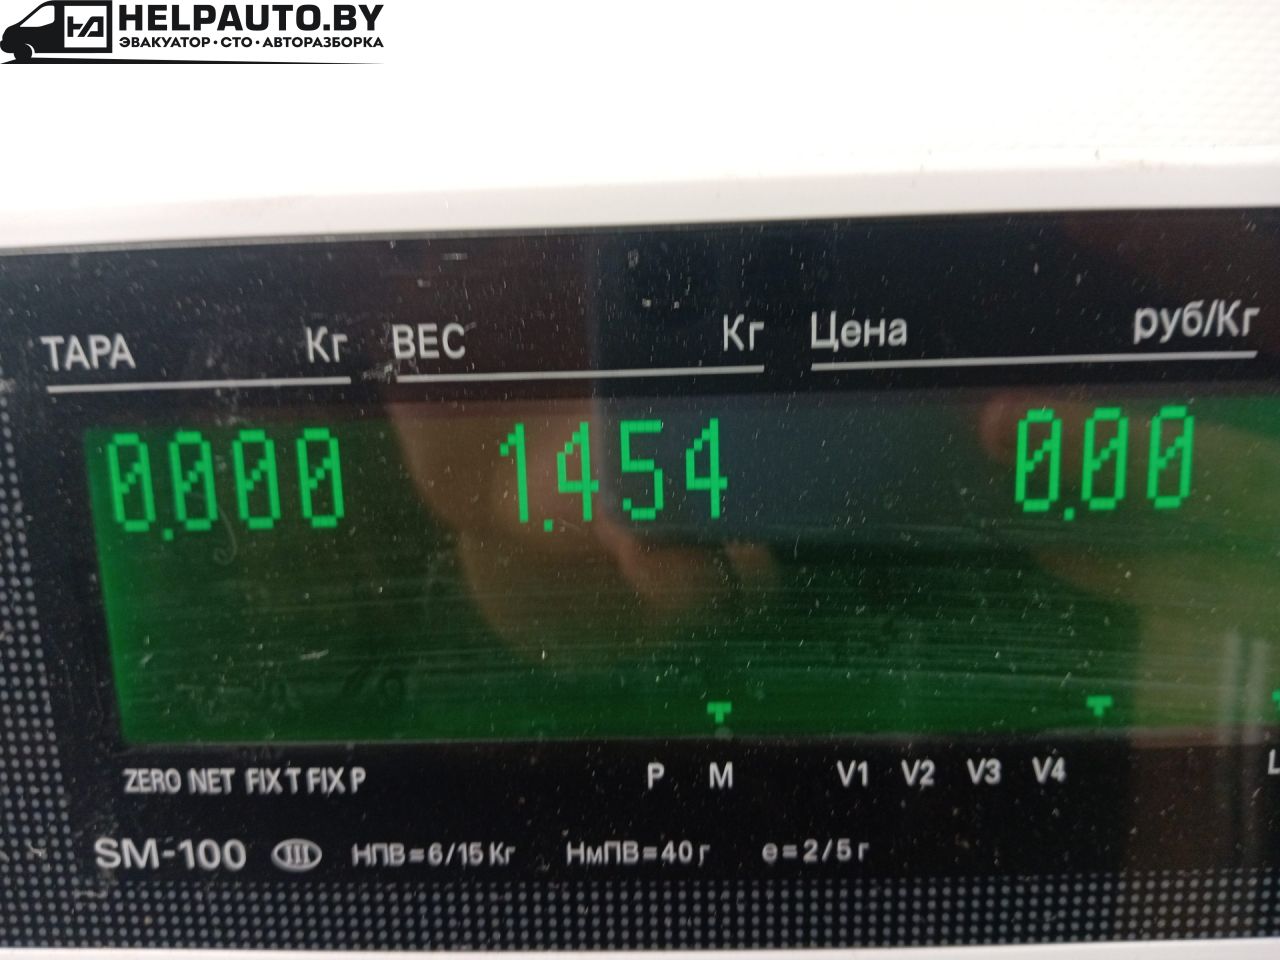 HELPAUTO.BY
ЭВАКУАТОР·СТО·АВТОРАЗБОРКА
ТАРА Кг ВЕС Кг Цена руб/Кг
0.000 1.454 0.00
ZERO NET FIX T FIX P P M V1 V2 V3 V4
SM-100 III НПВ=6/15 Кг НмПВ=40 г e=2/5 г